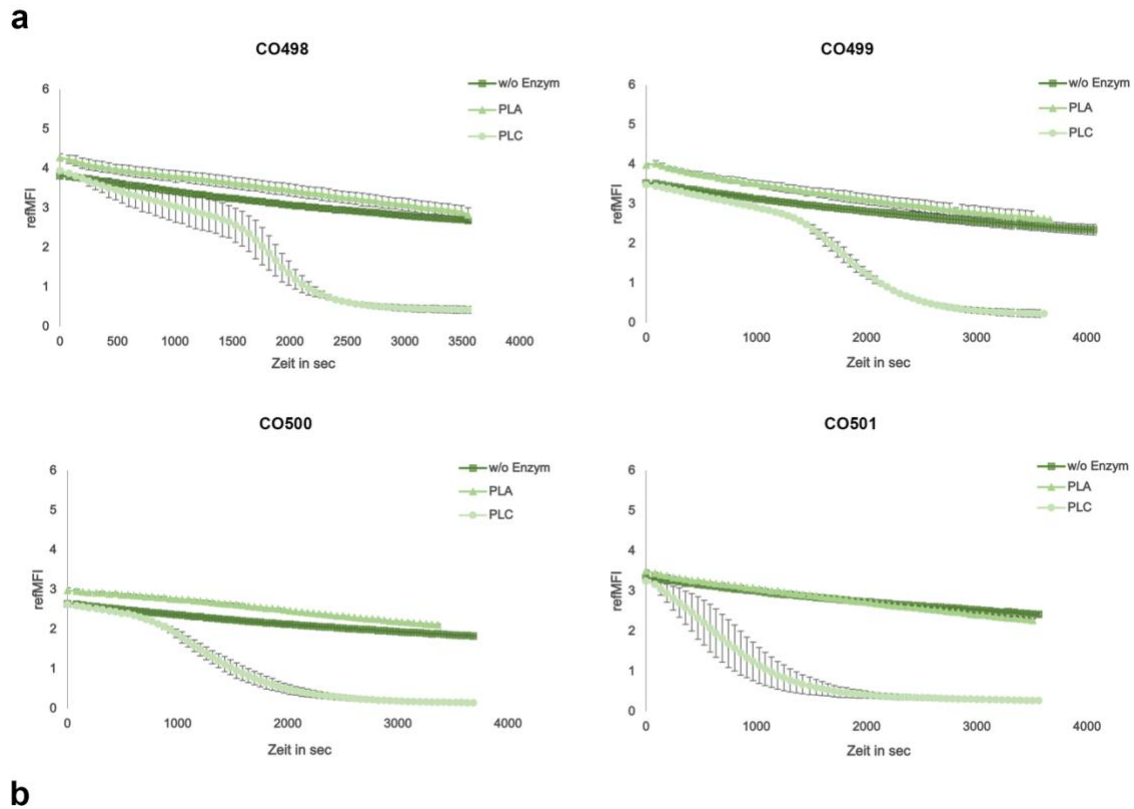 a
CO498
refMFI
6
5
4
3
2
1
0
0 500 1000 1500 2000 2500 3000 3500 4000
Zeit in sec
w/o Enzym
PLA
PLC
CO499
refMFI
6
5
4
3
2
1
0
0 1000 2000 3000 4000
Zeit in sec
w/o Enzym
PLA
PLC
CO500
refMFI
6
5
4
3
2
1
0
0 1000 2000 3000 4000
Zeit in sec
w/o Enzym
PLA
PLC
CO501
refMFI
6
5
4
3
2
1
0
0 1000 2000 3000 4000
Zeit in sec
w/o Enzym
PLA
PLC
b